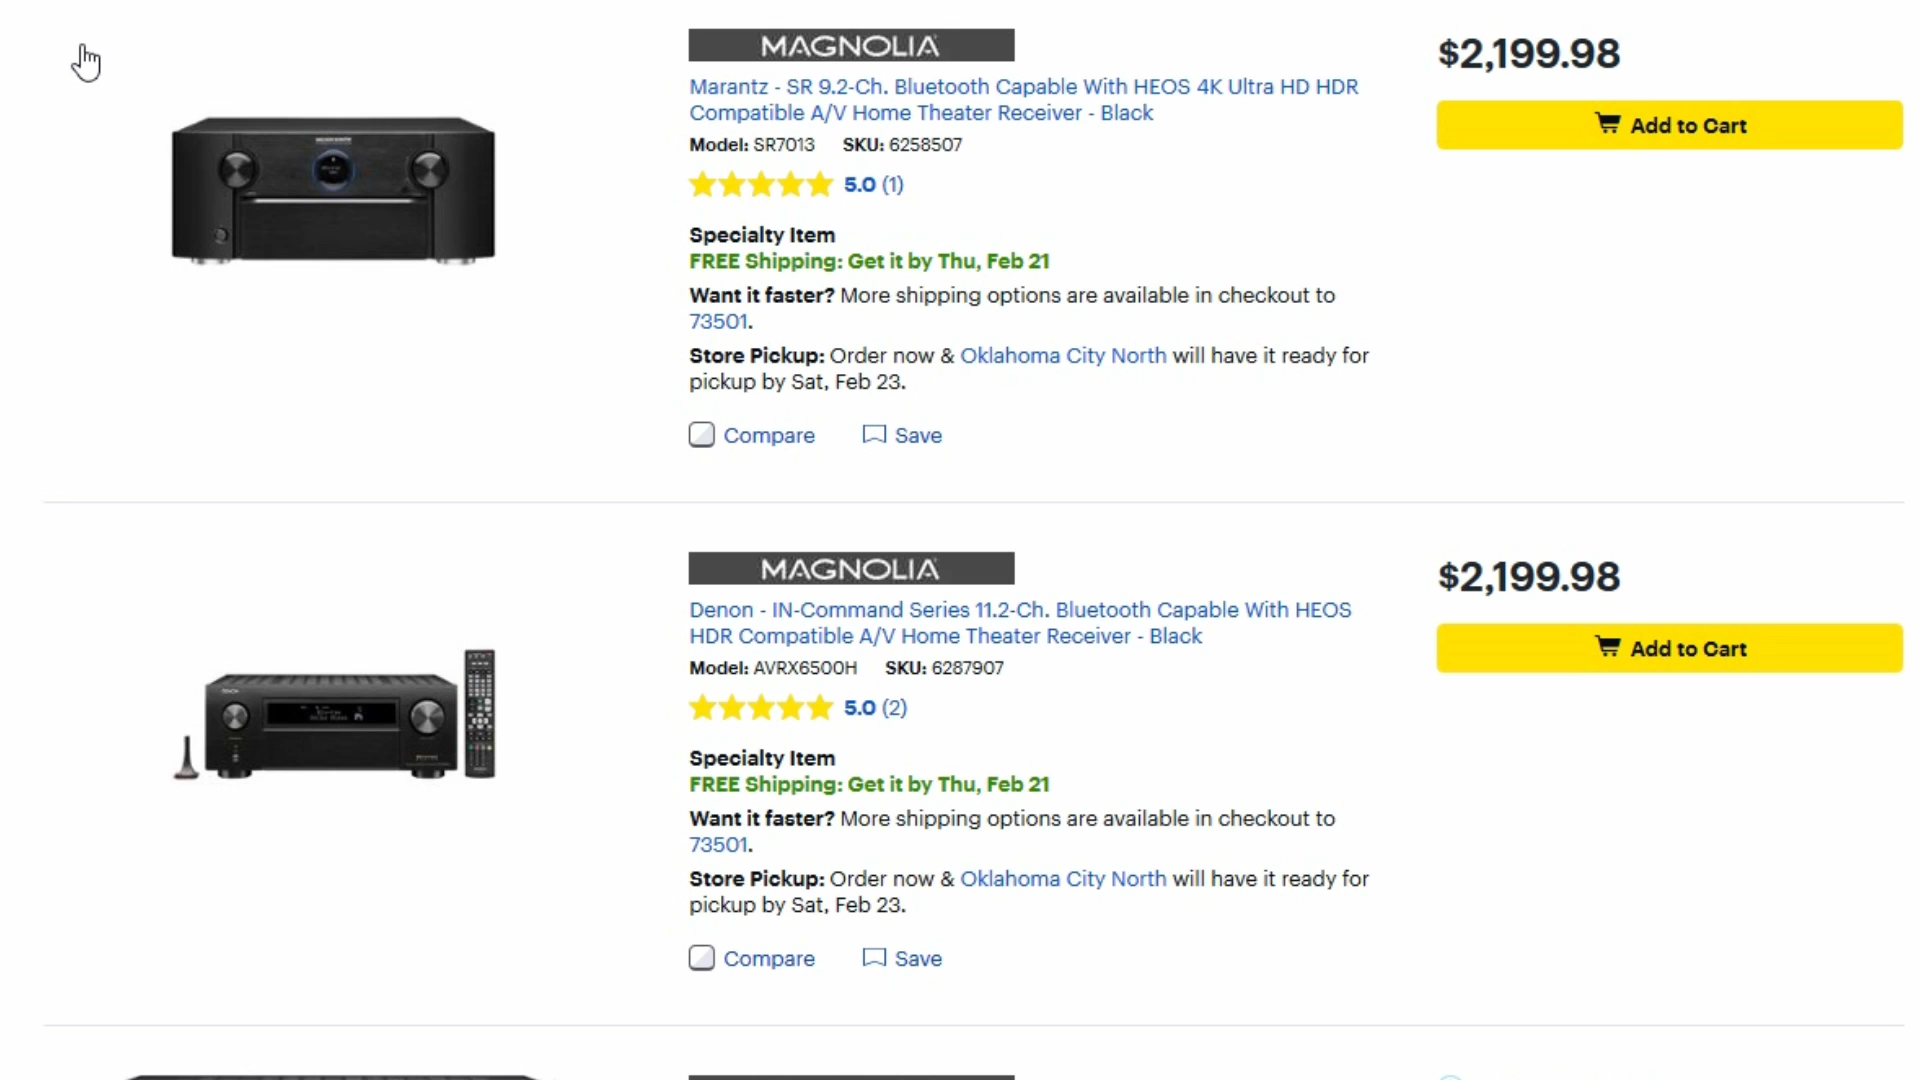 MAGNOLIA
$2,199.98
Marantz - SR 9.2-Ch. Bluetooth Capable With HEOS 4K Ultra HD HDR
Compatible A/V Home Theater Receiver - Black
Add to Cart
Model: SR7013 SKU: 6258507
5.0 (1)
Specialty Item
FREE Shipping: Get it by Thu, Feb 21
Want it faster? More shipping options are available in checkout to
73501.
Store Pickup: Order now & Oklahoma City North will have it ready for
pickup by Sat, Feb 23.
Compare Save
MAGNOLIA
$2,199.98
Denon - IN-Command Series 11.2-Ch. Bluetooth Capable With HEOS
HDR Compatible A/V Home Theater Receiver - Black
Add to Cart
Model: AVRX6500H SKU: 6287907
5.0 (2)
Specialty Item
FREE Shipping: Get it by Thu, Feb 21
Want it faster? More shipping options are available in checkout to
73501.
Store Pickup: Order now & Oklahoma City North will have it ready for
pickup by Sat, Feb 23.
Compare Save